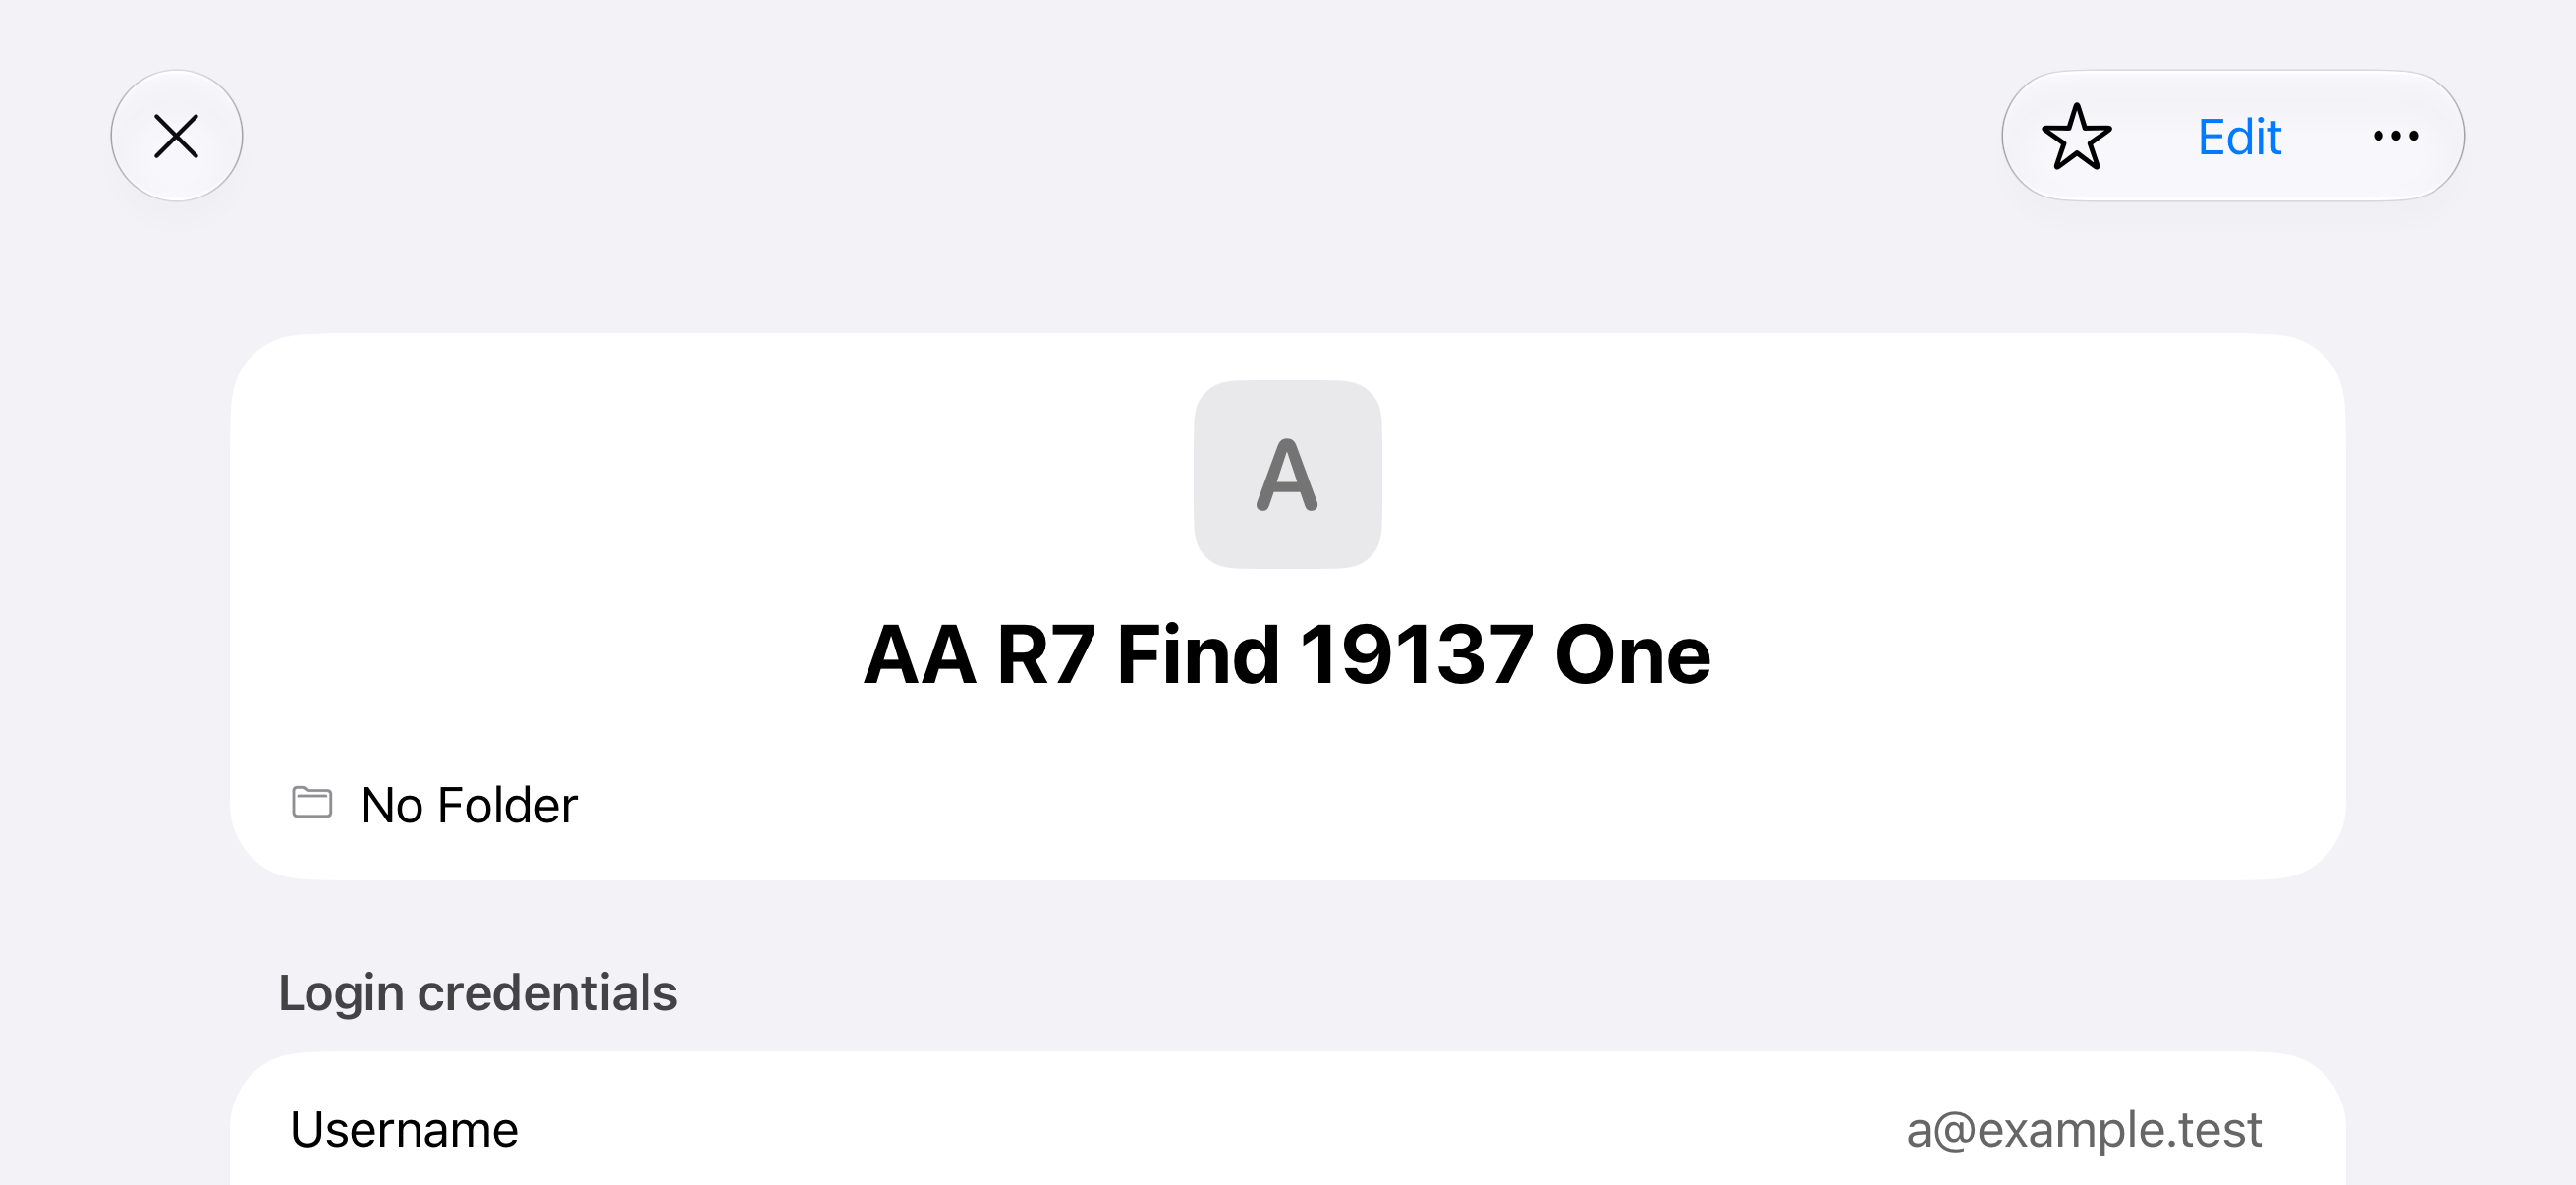 Edit
A
AA R7 Find 19137 One
No Folder
Login credentials
Username a@example.test